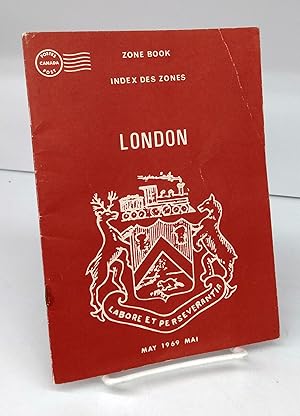 POSTES
CANADA
POST
ZONE BOOK
INDEX DES ZONES
LONDON
LABORE ET PERSEVERANTIA
MAY 1969 MAI